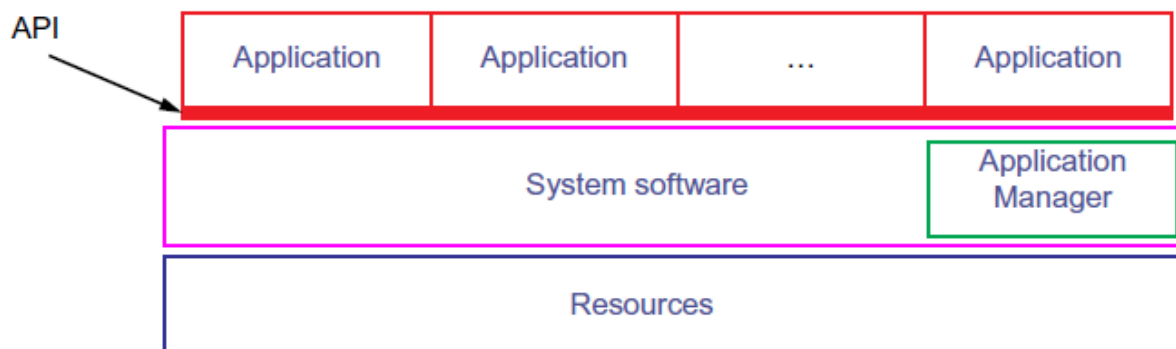 API
Application
Application
...
Application
System software
Application
Manager
Resources